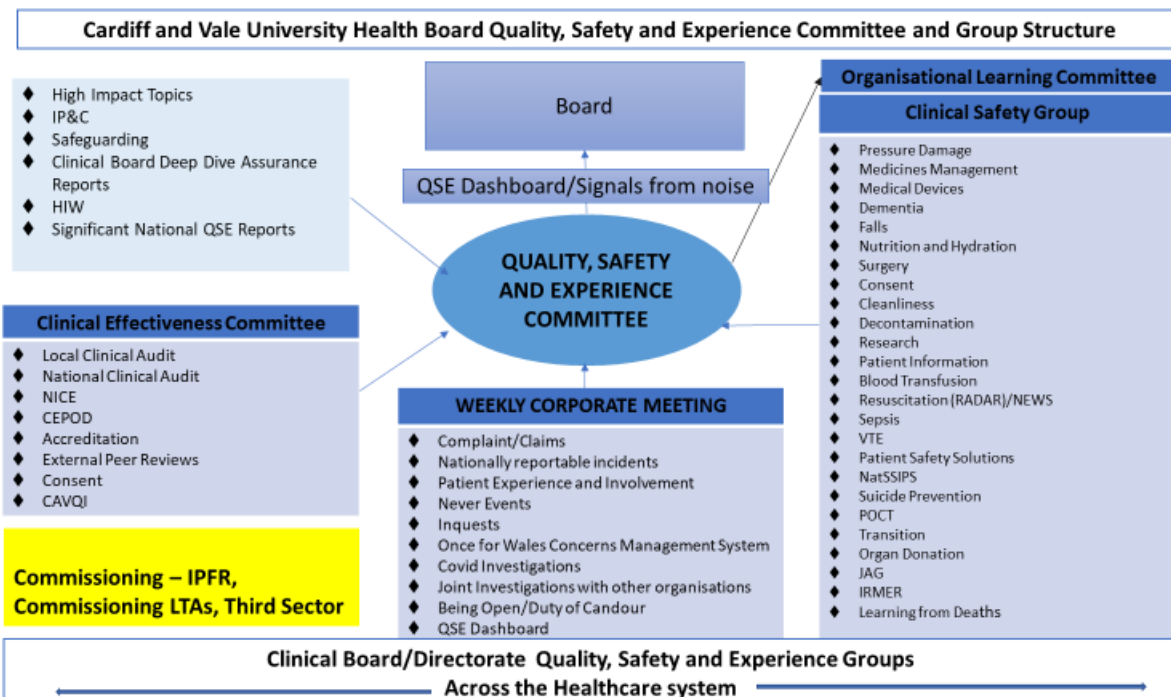 Cardiff and Vale University Health Board Quality, Safety and Experience Committee and Group Structure
♦ High Impact Topics
♦ IP&C
♦ Safeguarding
♦ Clinical Board Deep Dive Assurance
Reports
♦ HIW
♦ Significant National QSE Reports
Board
QSE Dashboard/Signals from noise
QUALITY, SAFETY
AND EXPERIENCE
COMMITTEE
Organisational Learning Committee
Clinical Safety Group
♦ Pressure Damage
♦ Medicines Management
♦ Medical Devices
♦ Dementia
♦ Falls
♦ Nutrition and Hydration
♦ Surgery
♦ Consent
♦ Cleanliness
♦ Decontamination
♦ Research
♦ Patient Information
♦ Blood Transfusion
♦ Resuscitation (RADAR)/NEWS
♦ Sepsis
♦ VTE
♦ Patient Safety Solutions
♦ NatSSIPS
♦ Suicide Prevention
♦ POCT
♦ Transition
♦ Organ Donation
♦ JAG
♦ IRMER
♦ Learning from Deaths
Clinical Effectiveness Committee
♦ Local Clinical Audit
♦ National Clinical Audit
♦ NICE
♦ CEPOD
♦ Accreditation
♦ External Peer Reviews
♦ Consent
♦ CAVQI
WEEKLY CORPORATE MEETING
♦ Complaint/Claims
♦ Nationally reportable incidents
♦ Patient Experience and Involvement
♦ Never Events
♦ Inquests
♦ Once for Wales Concerns Management System
♦ Covid Investigations
♦ Joint Investigations with other organisations
♦ Being Open/Duty of Candour
♦ QSE Dashboard
Commissioning – IPFR,
Commissioning LTAs, Third Sector
Clinical Board/Directorate Quality, Safety and Experience Groups
Across the Healthcare system